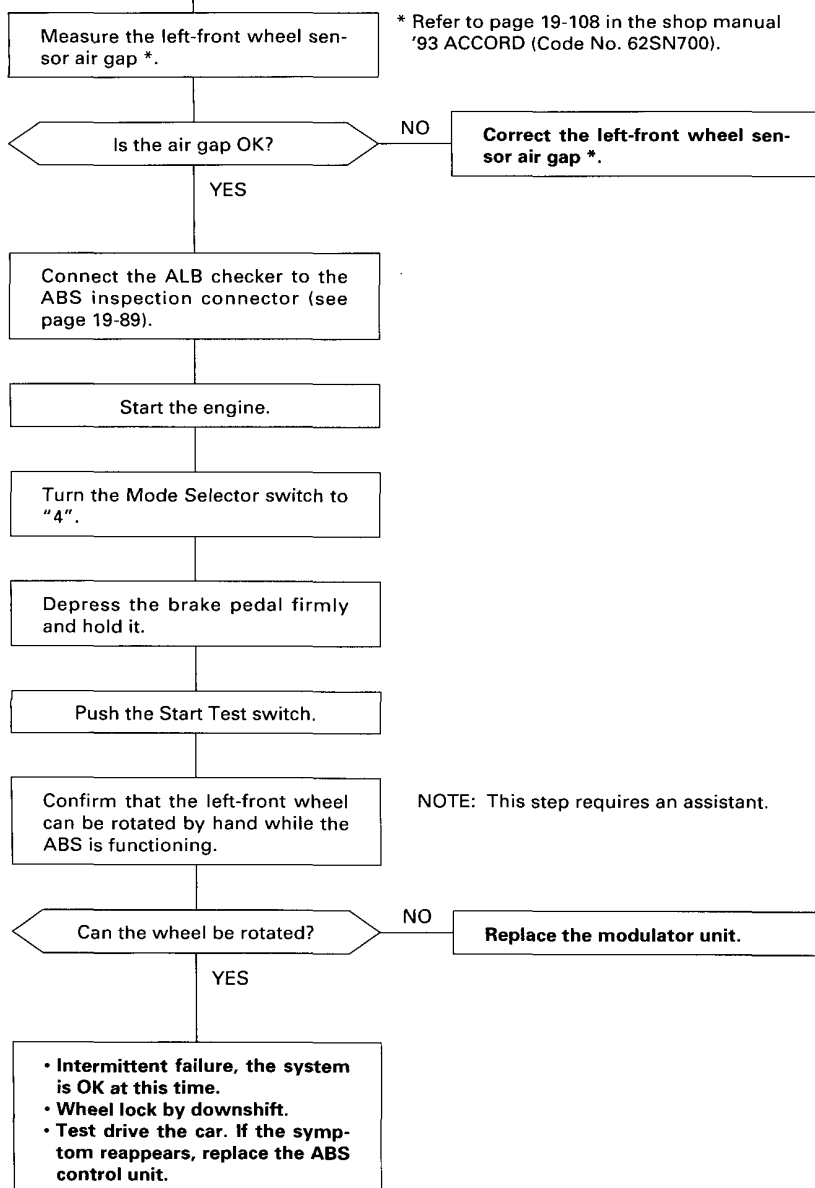 Measure the left-front wheel sen-
sor air gap *.
* Refer to page 19-108 in the shop manual
'93 ACCORD (Code No. 62SN700).
Is the air gap OK?
NO
Correct the left-front wheel sen-
sor air gap *.
YES
Connect the ALB checker to the
ABS inspection connector (see
page 19-89).
Start the engine.
Turn the Mode Selector switch to
"4".
Depress the brake pedal firmly
and hold it.
Push the Start Test switch.
Confirm that the left-front wheel
can be rotated by hand while the
ABS is functioning.
NOTE: This step requires an assistant.
Can the wheel be rotated?
NO
Replace the modulator unit.
YES
• Intermittent failure, the system
is OK at this time.
• Wheel lock by downshift.
• Test drive the car. If the symp-
tom reappears, replace the ABS
control unit.